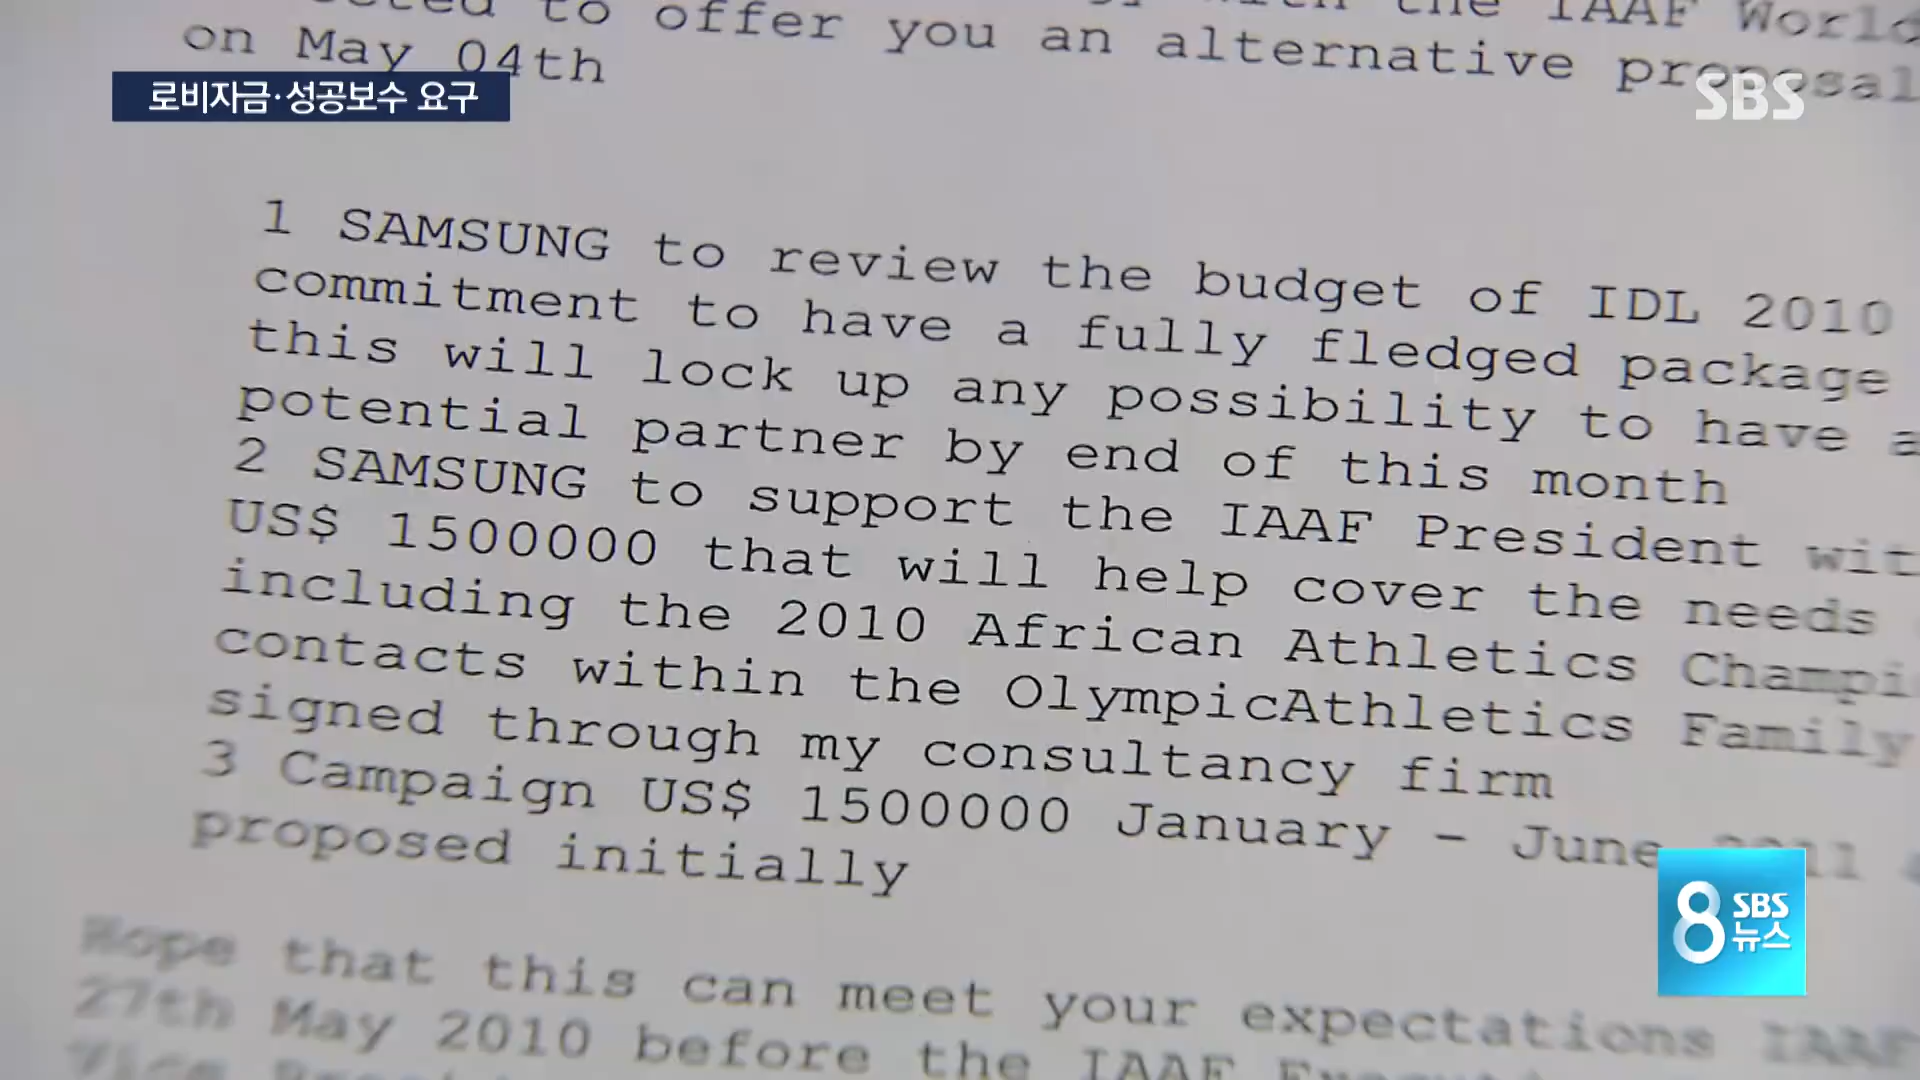 to offer you an alternative proposal
on May 04th
로비자금·성공보수 요구
SBS
1 SAMSUNG to review the budget of IDL 2010
commitment to have a fully fledged package
this will lock up any possibility to have a
potential partner by end of this month
2 SAMSUNG to support the IAAF President wit
US$ 1500000 that will help cover the needs
including the 2010 African Athletics Champi
contacts within the OlympicAthletics Family
signed through my consultancy firm
3 Campaign US$ 1500000 January - June
proposed initially
Hope that this can meet your expectations IAAF
27th May 2010 before the IAAF
8 SBS
뉴스